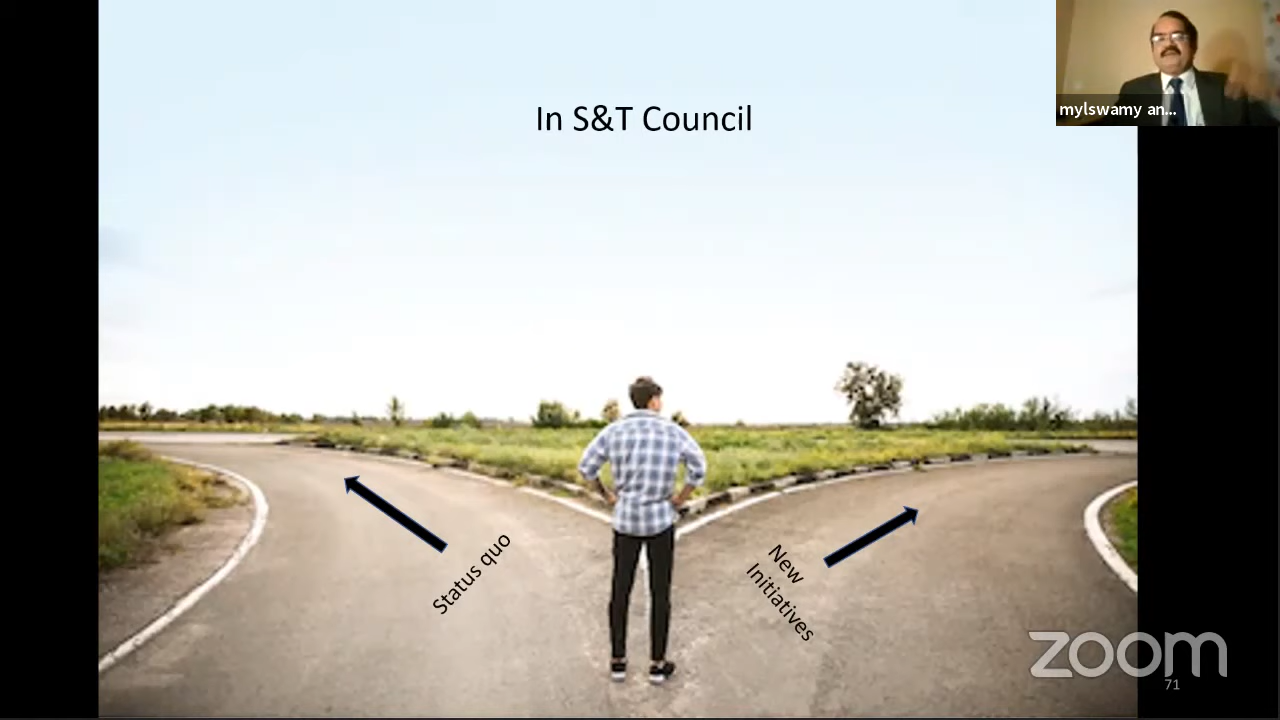 mylswamy an...
In S&T Council
Status quo
New
Initiatives
zoom
71